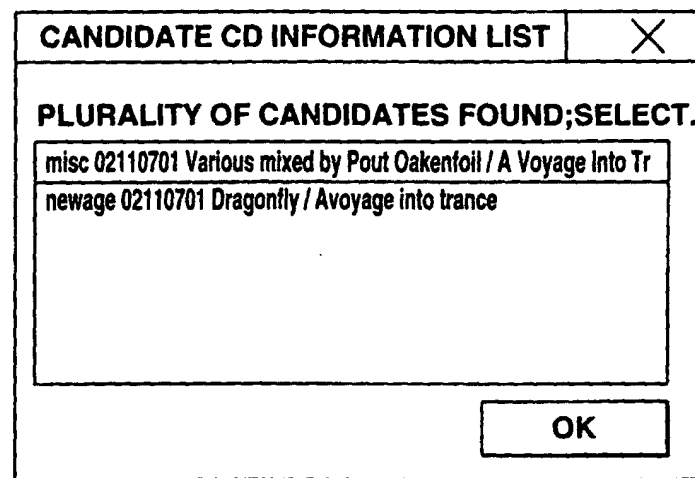 CANDIDATE CD INFORMATION LIST
PLURALITY OF CANDIDATES FOUND;SELECT.
misc 02110701 Various mixed by Pout Oakenfoil / A Voyage Into Tr
newage 02110701 Dragonfly / Avoyage into trance
OK